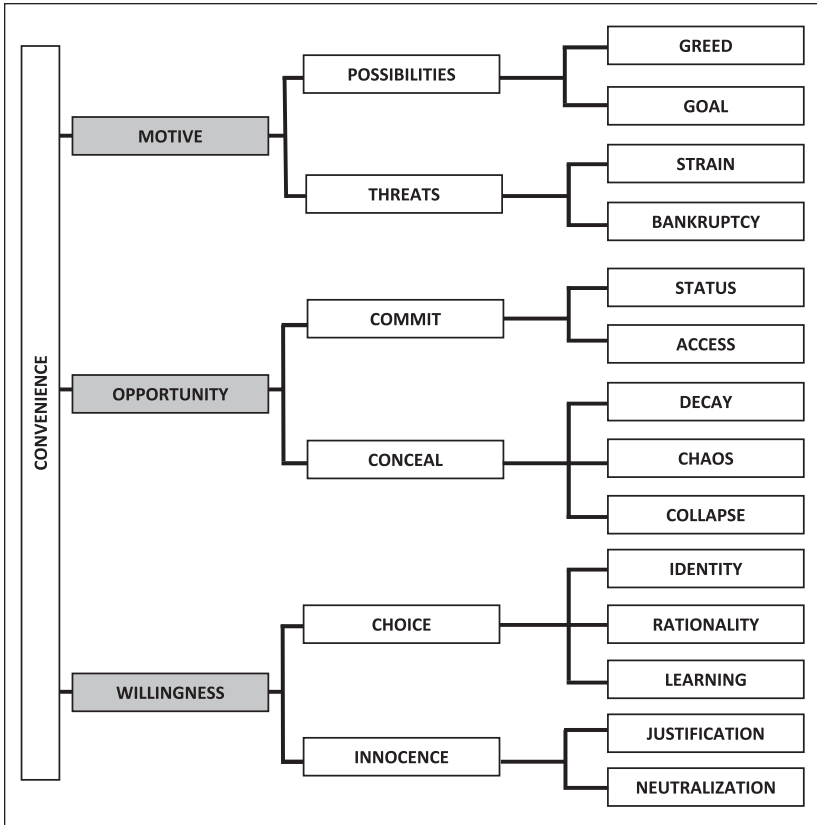 CONVENIENCE
MOTIVE
POSSIBILITIES
GREED
GOAL
THREATS
STRAIN
BANKRUPTCY
OPPORTUNITY
COMMIT
STATUS
ACCESS
CONCEAL
DECAY
CHAOS
COLLAPSE
WILLINGNESS
CHOICE
IDENTITY
RATIONALITY
LEARNING
INNOCENCE
JUSTIFICATION
NEUTRALIZATION